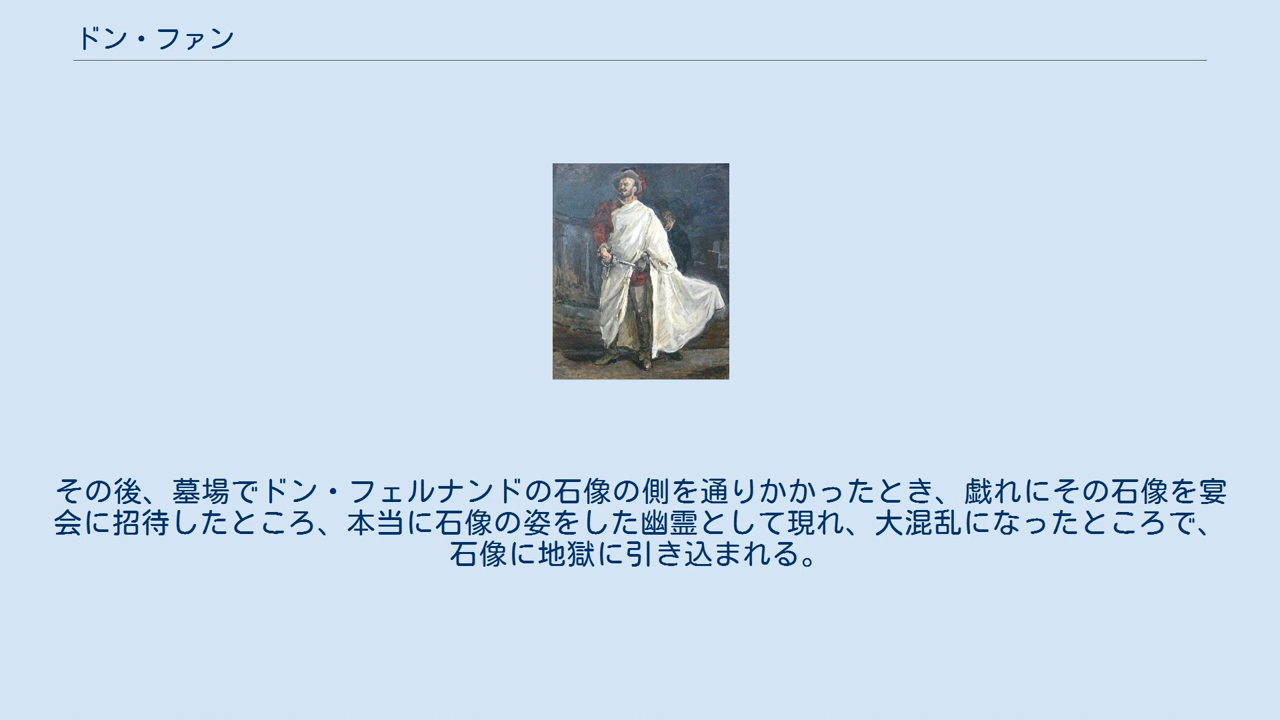 ドン・ファン
その後、墓場でドン・フェルナンドの石像の側を通りかかったとき、戯れにその石像を宴
会に招待したところ、本当に石像の姿をした幽霊として現れ、大混乱になったところで、
石像に地獄に引き込まれる。